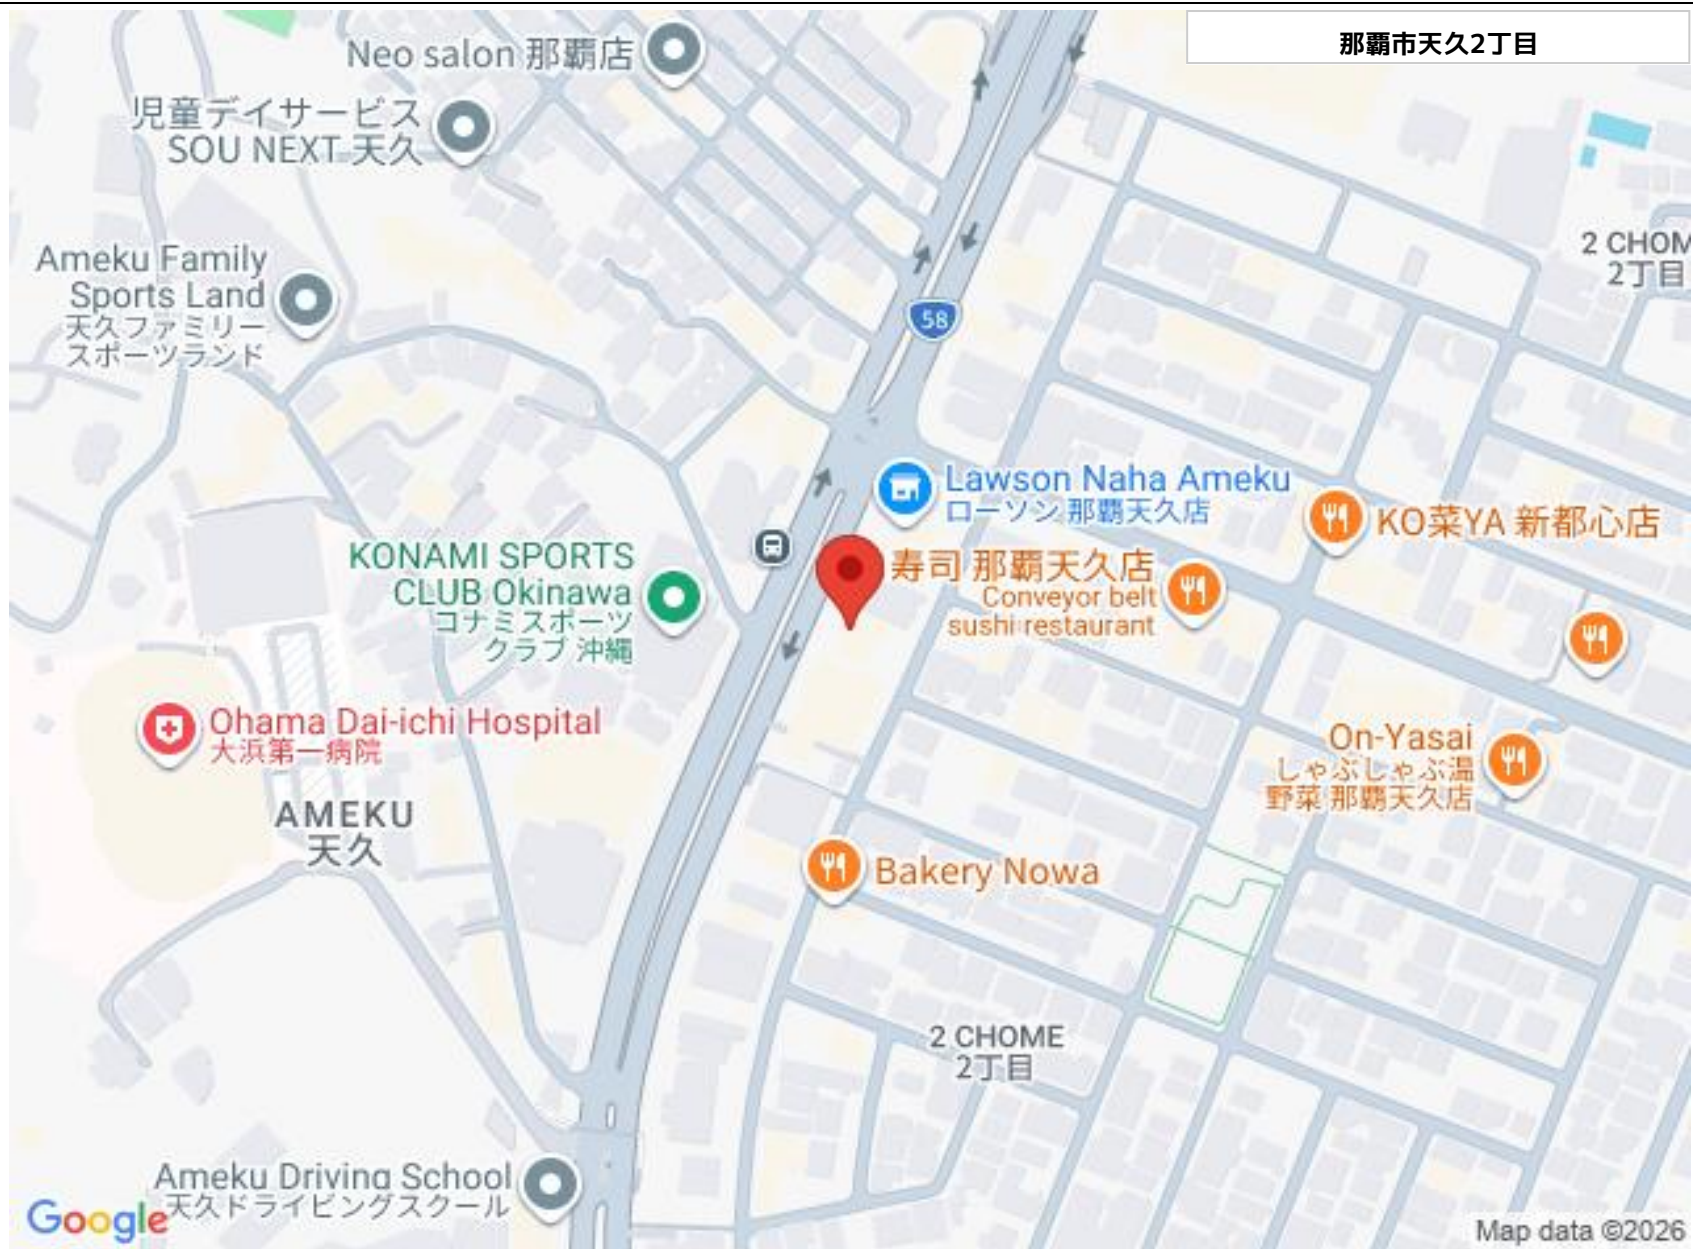 那覇市天久2丁目
Neo salon 那覇店
児童デイサービス
SOU NEXT 天久
2 CHOM
2丁目
Ameku Family
Sports Land
天久ファミリー
スポーツランド
58
Lawson Naha Ameku
ローソン 那覇天久店
KO菜YA 新都心店
KONAMI SPORTS
CLUB Okinawa
コナミスポーツ
クラブ 沖縄
寿司 那覇天久店
Conveyor belt
sushi restaurant
Ohama Dai-ichi Hospital
大浜第一病院
On-Yasai
しゃぶしゃぶ温
野菜 那覇天久店
AMEKU
天久
Bakery Nowa
2 CHOME
2丁目
Ameku Driving School
天久ドライビングスクール
Google
Map data ©2026